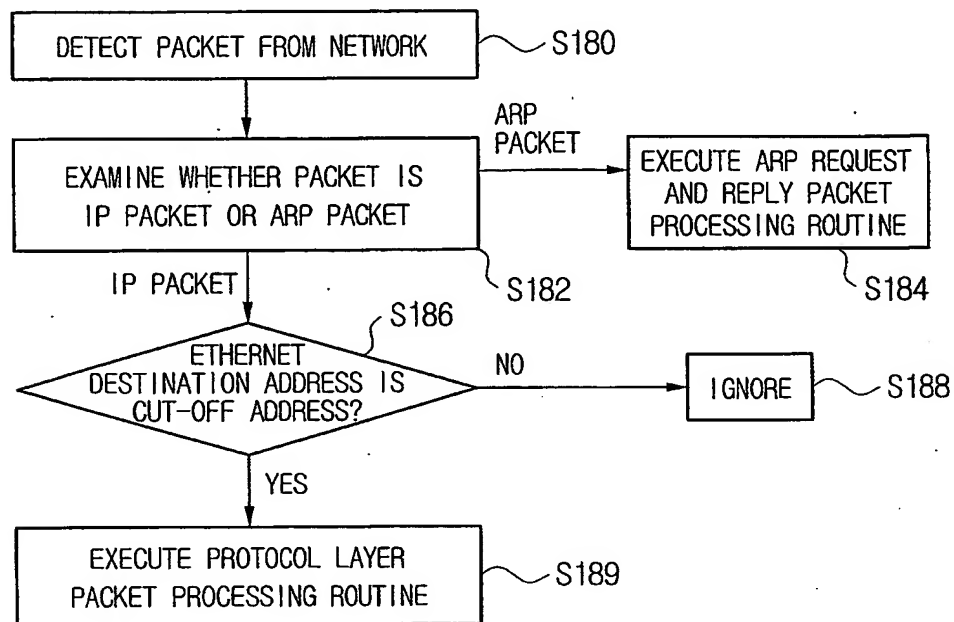 DETECT PACKET FROM NETWORK
S180
ARP
PACKET
EXAMINE WHETHER PACKET IS
IP PACKET OR ARP PACKET
S182
EXECUTE ARP REQUEST
AND REPLY PACKET
PROCESSING ROUTINE
S184
IP PACKET
S186
ETHERNET
DESTINATION ADDRESS IS
CUT-OFF ADDRESS?
NO
IGNORE
S188
YES
EXECUTE PROTOCOL LAYER
PACKET PROCESSING ROUTINE
S189